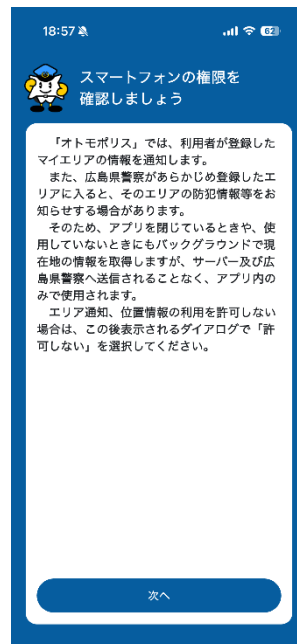 18:57
62
スマートフォンの権限を
確認しましょう
「オトモポリス」では、利用者が登録した
マイエリアの情報を通知します。
また、広島県警察があらかじめ登録したエ
リアに入ると、そのエリアの防犯情報等をお
知らせする場合があります。
そのため、アプリを閉じているときや、使
用していないときにもバックグラウンドで現
在地の情報を取得しますが、サーバー及び広
島県警察へ送信されることなく、アプリ内の
みで使用されます。
エリア通知、位置情報の利用を許可しない
場合は、この後表示されるダイアログで「許
可しない」を選択してください。
次へ